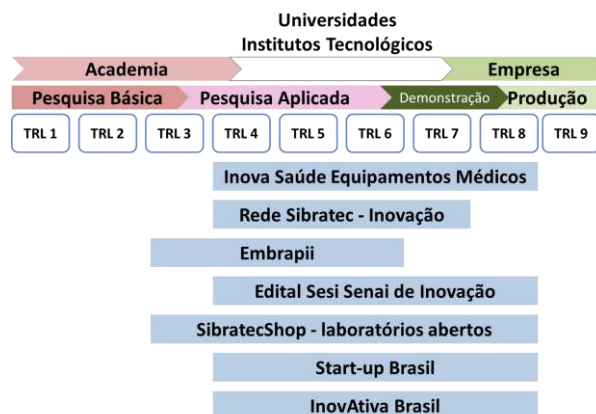 Universidades
Institutos Tecnológicos
Academia
Empresa
Pesquisa Básica
Pesquisa Aplicada
Demonstração
Produção
TRL 1
TRL 2
TRL 3
TRL 4
TRL 5
TRL 6
TRL 7
TRL 8
TRL 9
Inova Saúde Equipamentos Médicos
Rede Sibratec - Inovação
Embrapii
Edital Sesi Senai de Inovação
SibratecShop - laboratórios abertos
Start-up Brasil
InovAtiva Brasil